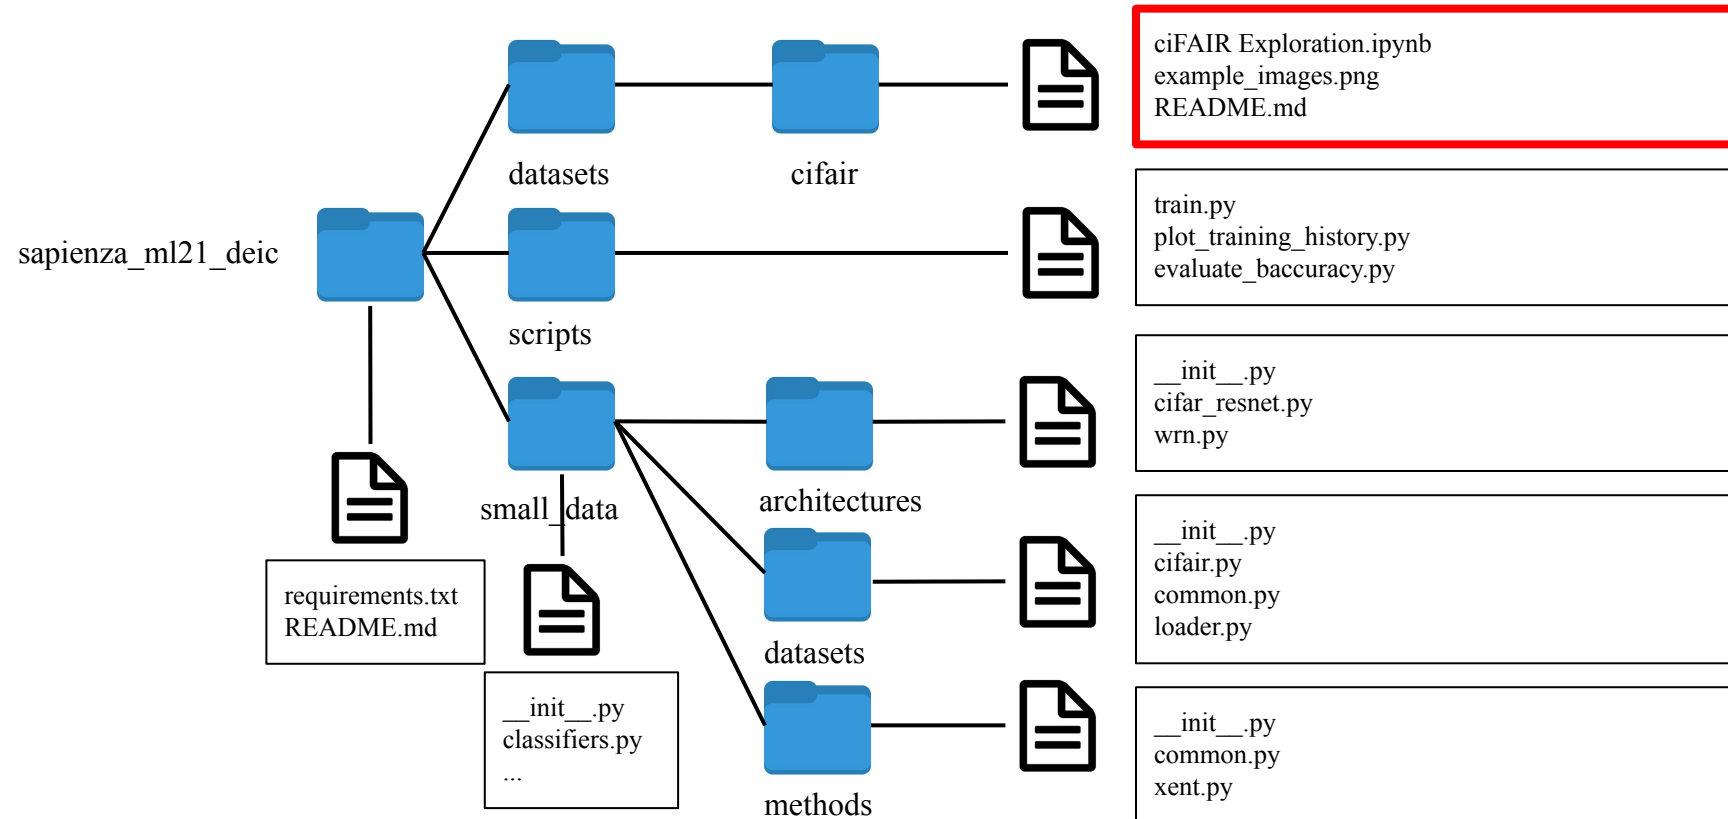 ciFAIR Exploration.ipynb
example_images.png
README.md
datasets
cifair
train.py
plot_training_history.py
evaluate_baccuracy.py
sapienza_ml21_deic
scripts
__init__.py
cifar_resnet.py
wrn.py
small_data
architectures
__init__.py
cifair.py
common.py
loader.py
requirements.txt
README.md
datasets
__init__.py
classifiers.py
...
__init__.py
common.py
xent.py
methods